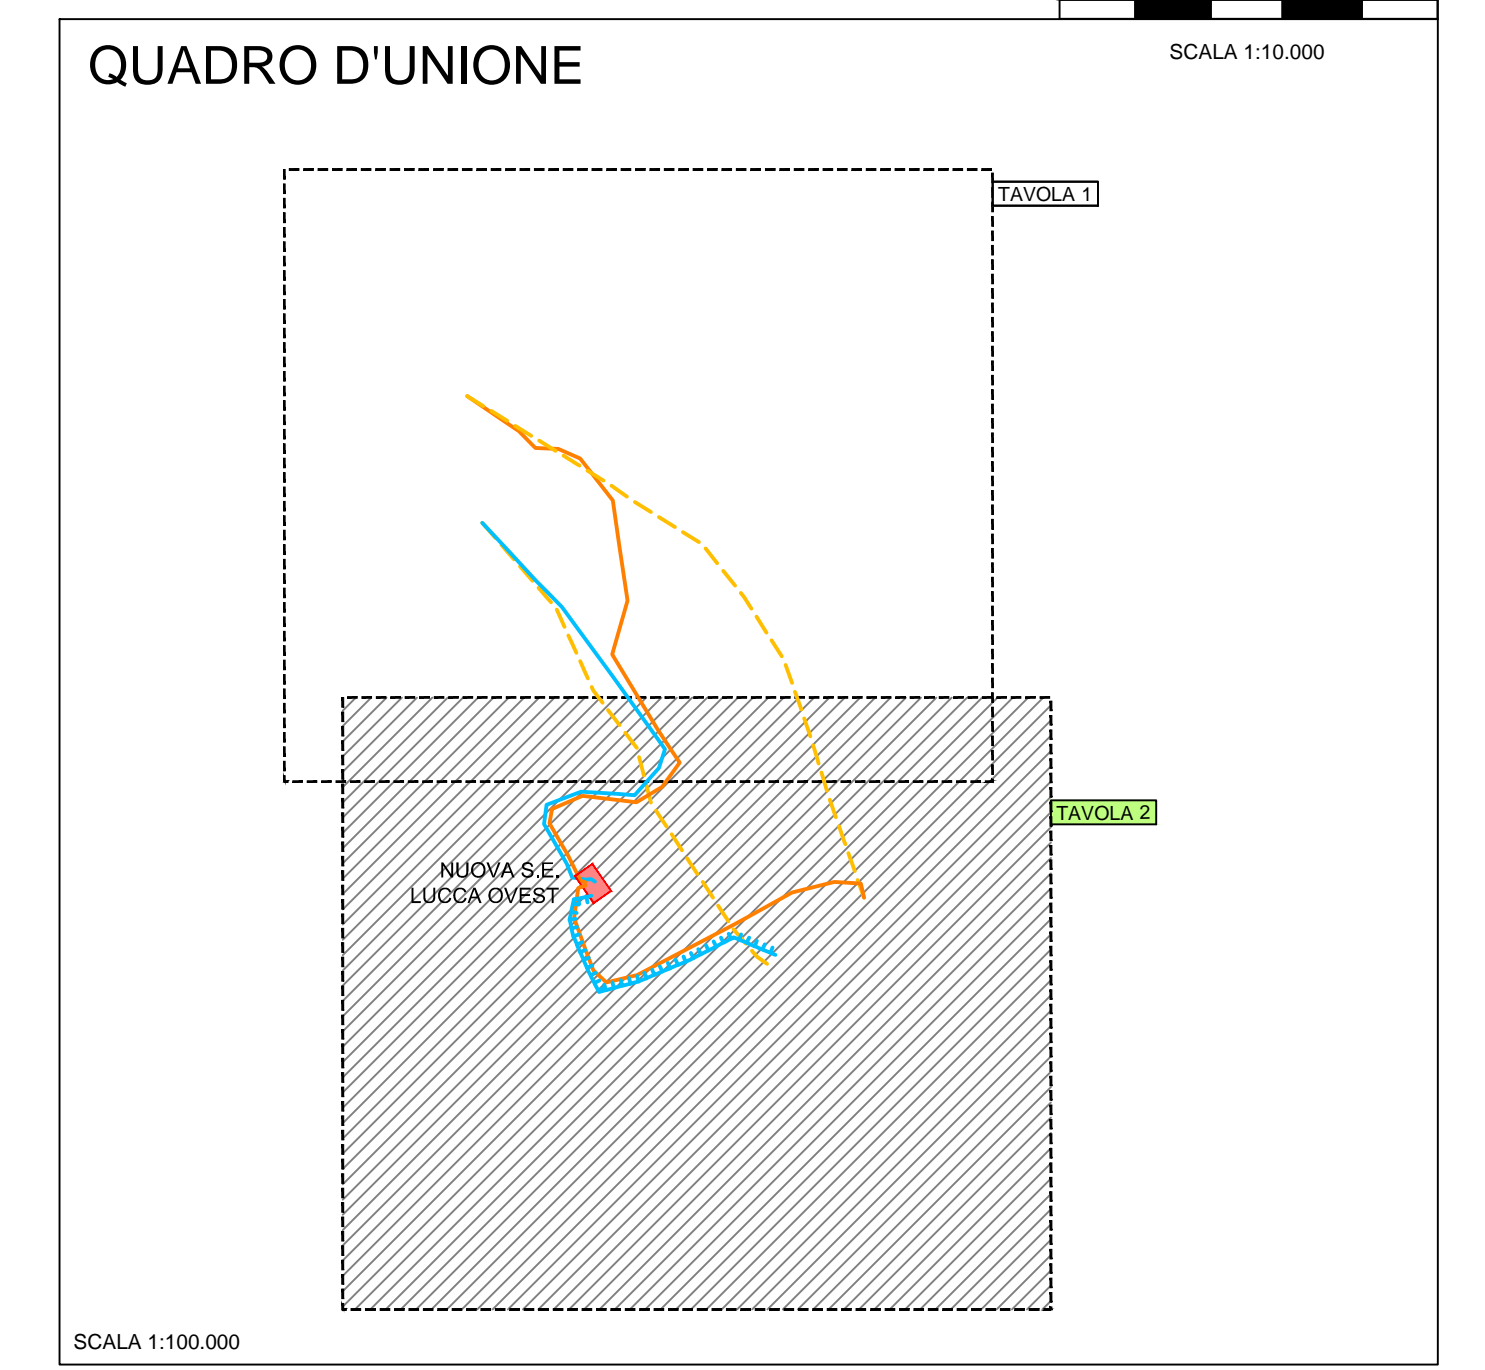 QUADRO D'UNIONE
SCALA 1:10.000
TAVOLA 1
TAVOLA 2
NUOVA S.E.
LUCCA OVEST
SCALA 1:100.000